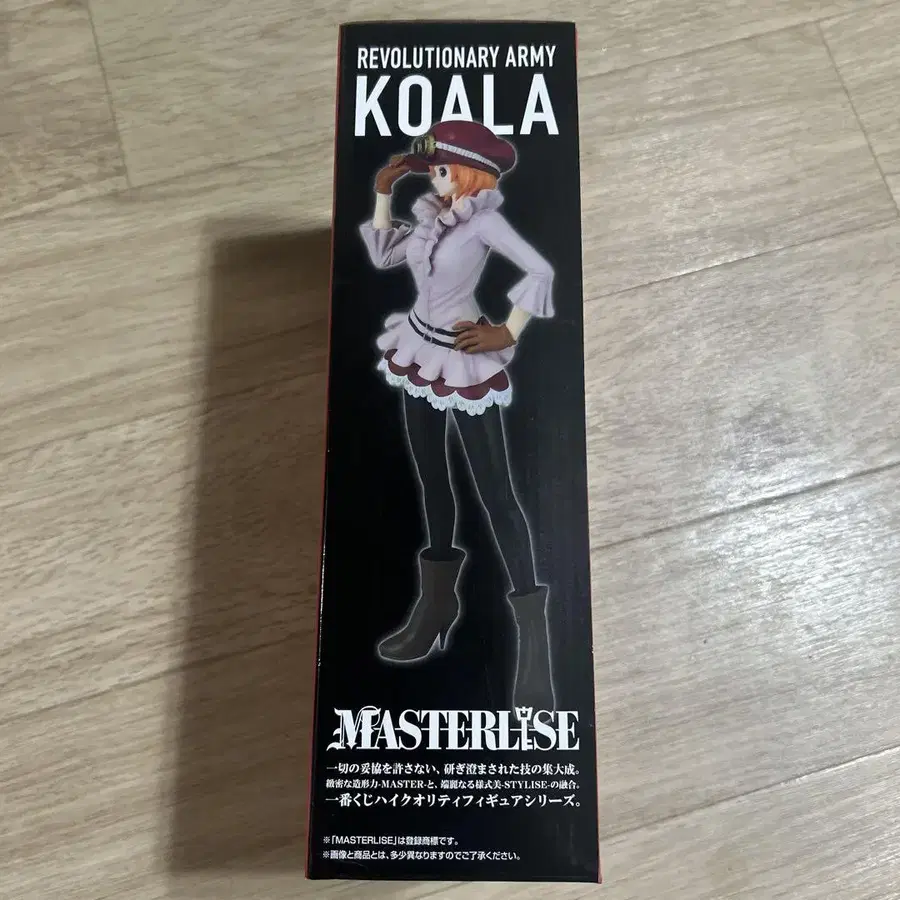 REVOLUTIONARY ARMY
KOALA
MASTERLISE
一切の妥協を許さない、研ぎ澄まされた技の集大成。
緻密な造形力-MASTER-と、端麗なる様式美-STYLISE-の融合。
一番くじハイクオリティフィギュアシリーズ。
※「MASTERLISE」は登録商標です。
※画像と商品とは、多少異なりますのでご了承ください。